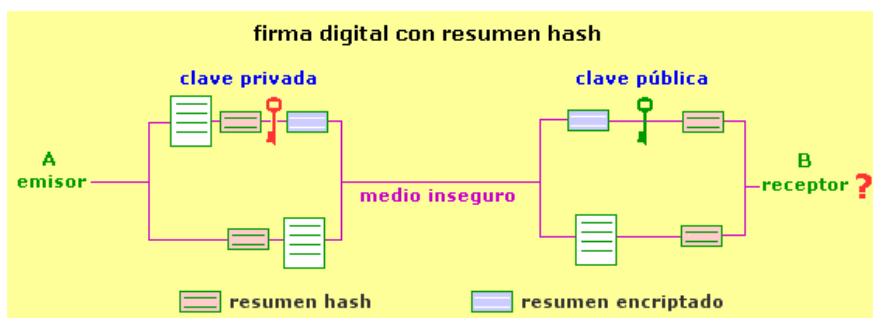 firma digital con resumen hash
clave privada
clave pública
A
emisor
medio inseguro
B
receptor ?
resumen hash
resumen encriptado